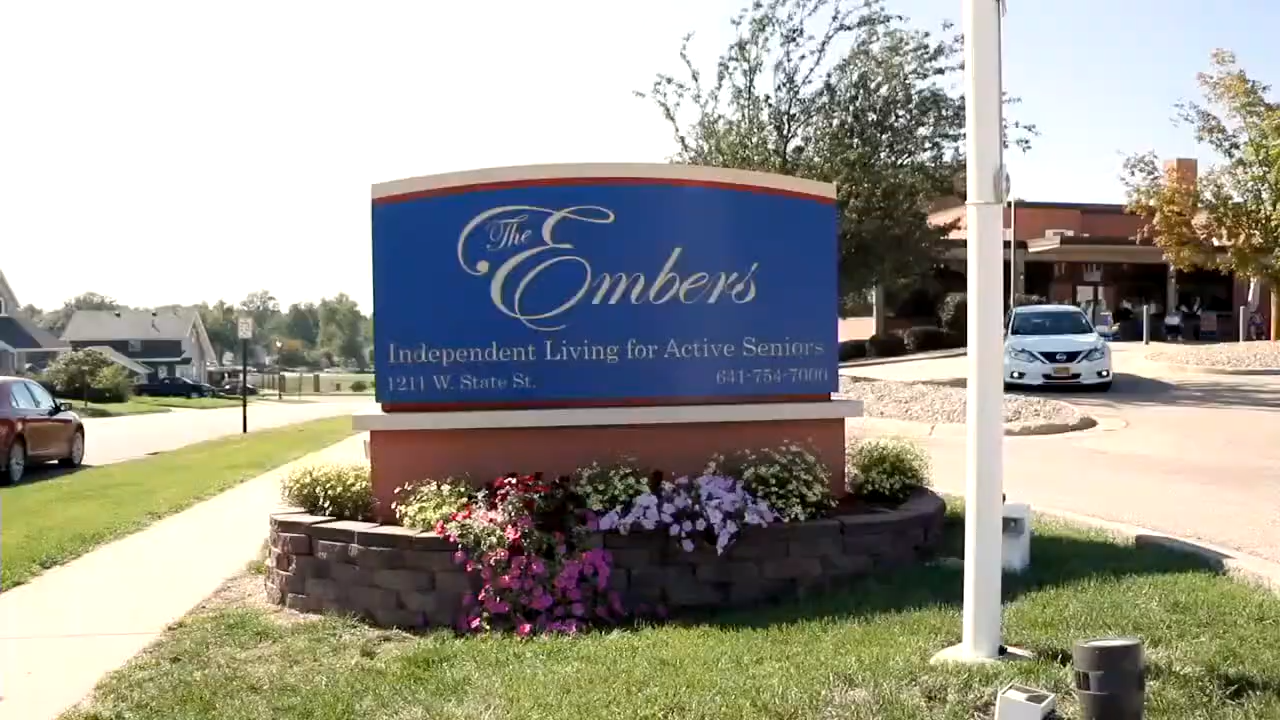 The Embers
Independent Living for Active Seniors
1211 W. State St. 641-754-7000